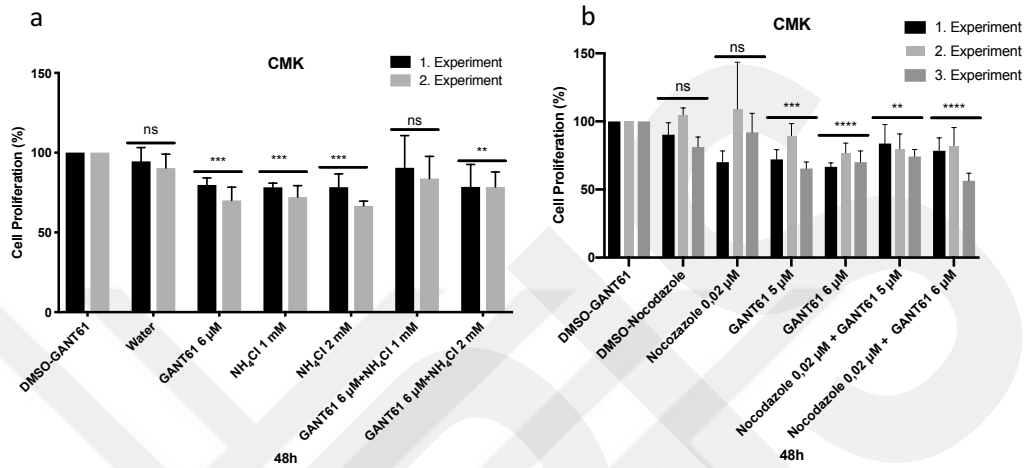 a
CMK
1. Experiment
2. Experiment
Cell Proliferation (%)
150
100
50
0
ns
***
***
***
ns
**
DMSO-GANT61
Water
GANT61 6 µM
NH4Cl 1 mM
NH4Cl 2 mM
GANT61 6 µM+NH4Cl 1 mM
GANT61 6 µM+NH4Cl 2 mM
48h
b
CMK
1. Experiment
2. Experiment
3. Experiment
Cell Proliferation (%)
150
100
50
0
ns
ns
***
****
**
****
DMSO-GANT61
DMSO-Nocodazole
Nocozazole 0,02 µM
GANT61 5 µM
GANT61 6 µM
Nocodazole 0,02 µM + GANT61 5 µM
Nocodazole 0,02 µM + GANT61 6 µM
48h